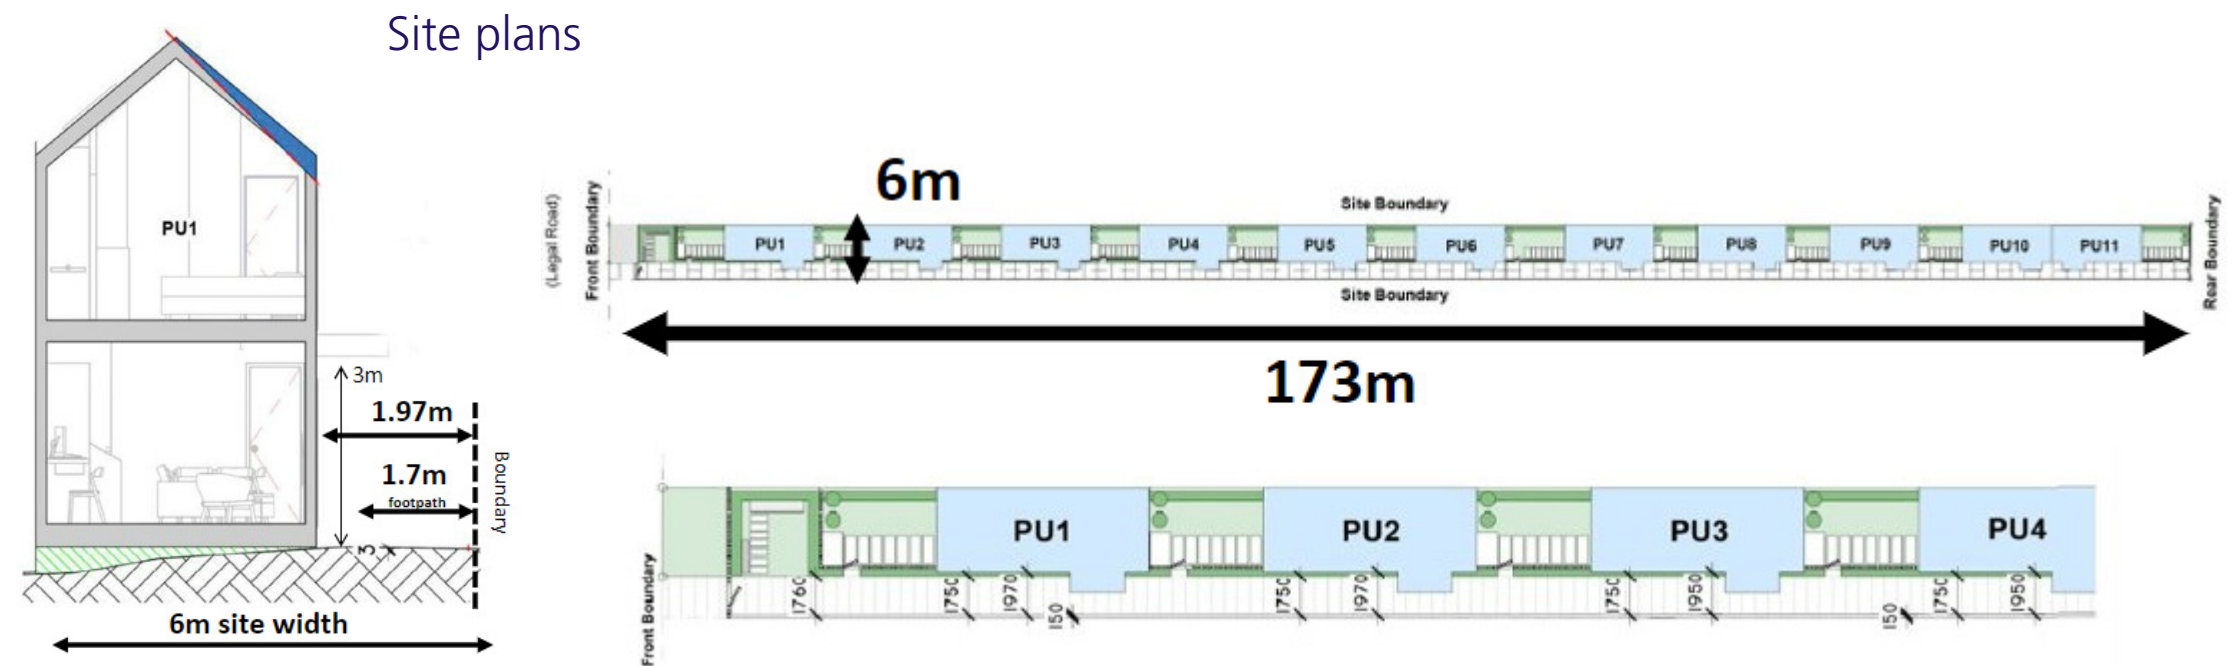 Site plans
PU1
3m
1.97m
1.7m
footpath
Boundary
3
6m site width
6m
(Legal Road)
Front Boundary
Site Boundary
PU1 PU2 PU3 PU4 PU5 PU6 PU7 PU8 PU9 PU10 PU11
Site Boundary
Rear Boundary
173m
PU1 PU2 PU3 PU4
Front Boundary
1760 1750 1970 150 1750 1970 1750 1950 150 1750 1950